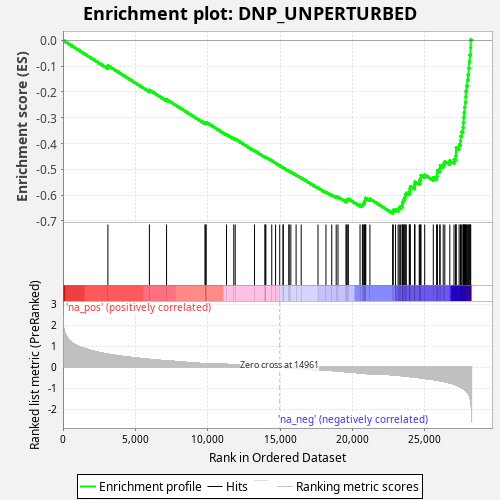 Enrichment plot: DNP_UNPERTURBED
Enrichment score (ES)
0.0
-0.1
-0.2
-0.3
-0.4
-0.5
-0.6
-0.7
'na_pos' (positively correlated)
Ranked list metric (PreRanked)
3
2
1
0
-1
-2
Zero cross at 14961
'na_neg' (negatively correlated)
0
5,000
10,000
15,000
20,000
25,000
Rank in Ordered Dataset
Enrichment profile
Hits
Ranking metric scores